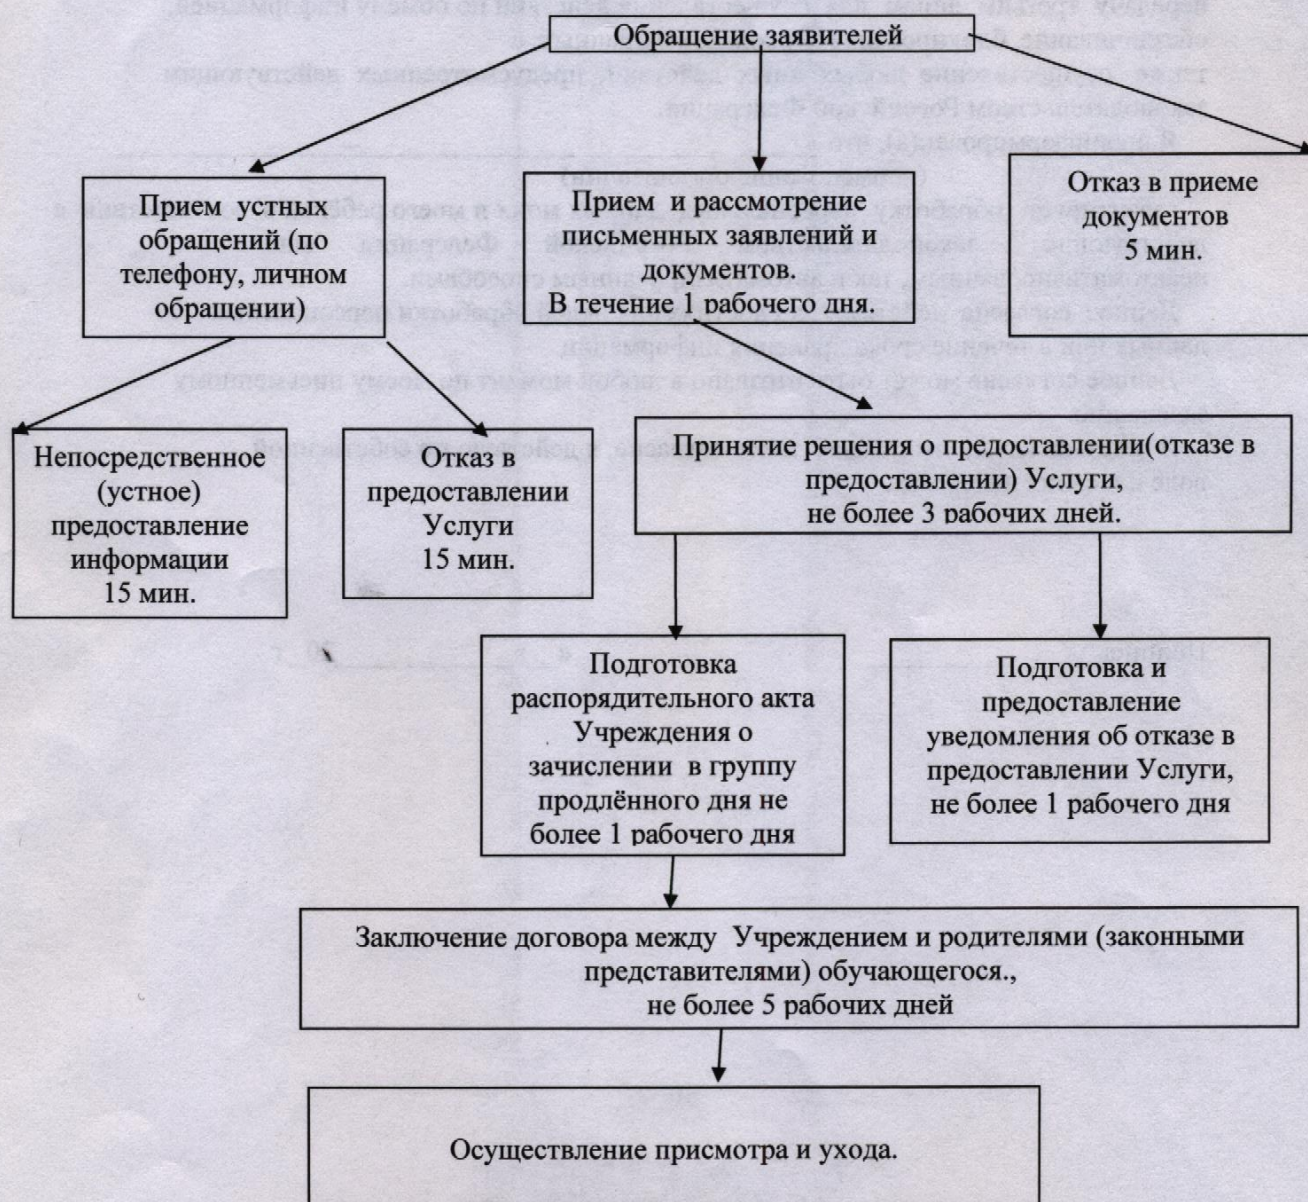 Обращение заявителей
Прием устных
обращений (по
телефону, личном
обращении)
Прием и рассмотрение
письменных заявлений и
документов.
В течение 1 рабочего дня.
Отказ в приеме
документов
5 мин.
Непосредственное
(устное)
предоставление
информации
15 мин.
Отказ в
предоставлении
Услуги
15 мин.
Принятие решения о предоставлении(отказе в
предоставлении) Услуги,
не более 3 рабочих дней.
Подготовка
распорядительного акта
Учреждения о
зачислении в группу
продлённого дня не
более 1 рабочего дня
Подготовка и
предоставление
уведомления об отказе в
предоставлении Услуги,
не более 1 рабочего дня
Заключение договора между Учреждением и родителями (законными
представителями) обучающегося.,
не более 5 рабочих дней
Осуществление присмотра и ухода.